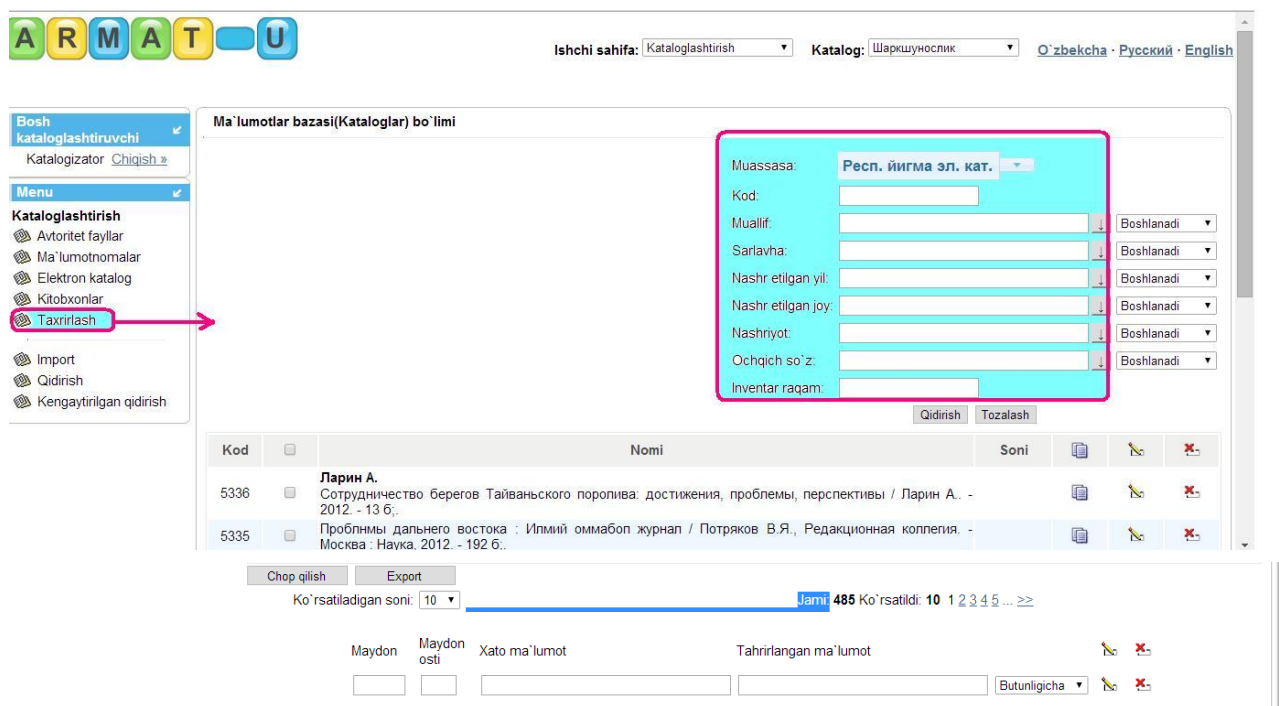 ARMAT-U
Ishchi sahifa: Kataloglashtirish Katalog: Шаркшунослик O`zbekcha · Русский · English
Bosh kataloglashtiruvchi
Katalogizator Chiqish »
Menu
Kataloglashtirish
Avtoritet fayllar
Ma`lumotnomalar
Elektron katalog
Kitobxonlar
Taxrirlash
Import
Qidirish
Kengaytirilgan qidirish
Ma`lumotlar bazasi(Kataloglar) bo`limi
Muassasa: Респ. йигма эл. кат.
Kod:
Muallif: ↓ Boshlanadi
Sarlavha: ↓ Boshlanadi
Nashr etilgan yil: ↓ Boshlanadi
Nashr etilgan joy: ↓ Boshlanadi
Nashriyot: ↓ Boshlanadi
Ochqich so`z: ↓ Boshlanadi
Inventar raqam:
Qidirish Tozalash
Kod Nomi Soni
Ларин А.
5336 Сотрудничество берегов Тайваньского поропива: достижения, проблемы, перспективы / Ларин А.. -
2012. - 13 б;.
5335 Проблнмы дальнего востока : Илмий оммабоп журнал / Потряков В.Я., Редакционная коллегия. -
Москва : Наука, 2012. - 192 б;.
Chop qilish Export
Ko`rsatiladigan soni: 10 Jami: 485 Ko`rsatildi: 10 1 2 3 4 5 ... >>
Maydon Maydon osti Xato ma`lumot Tahrirlangan ma`lumot
Butunligicha